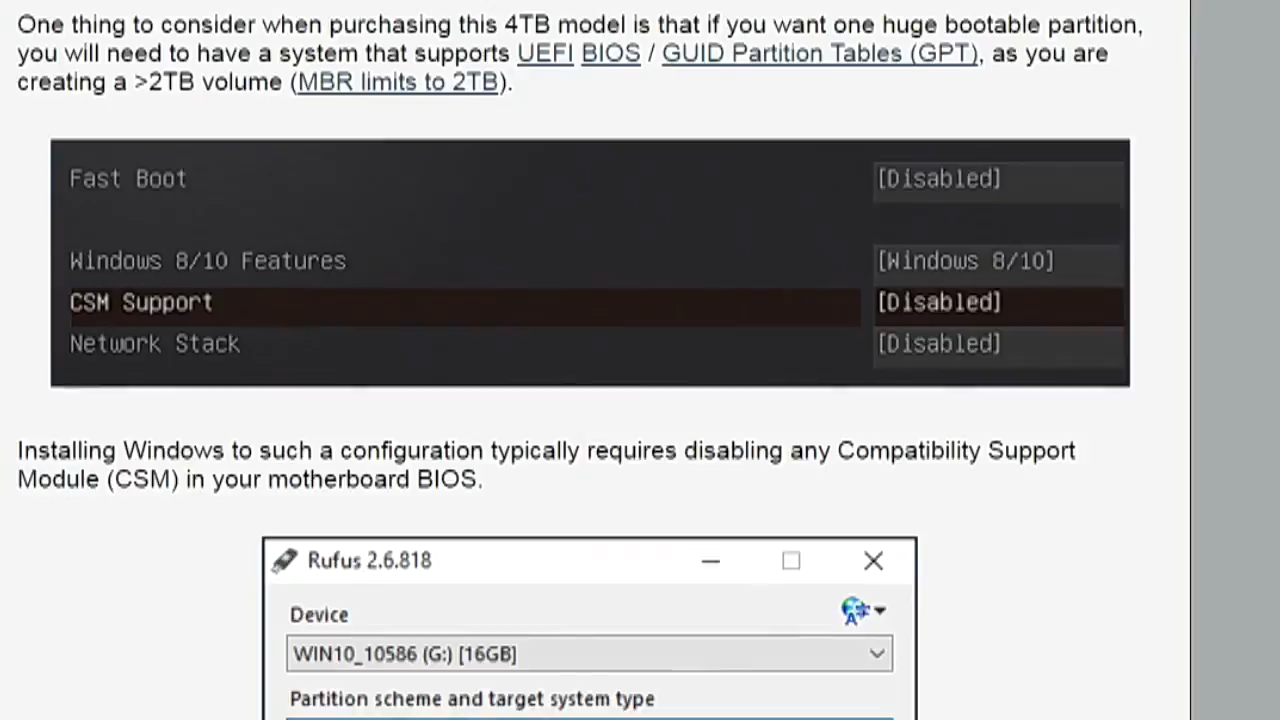 One thing to consider when purchasing this 4TB model is that if you want one huge bootable partition,
you will need to have a system that supports UEFI BIOS / GUID Partition Tables (GPT), as you are
creating a >2TB volume (MBR limits to 2TB).
Fast Boot [Disabled]
Windows 8/10 Features [Windows 8/10]
CSM Support [Disabled]
Network Stack [Disabled]
Installing Windows to such a configuration typically requires disabling any Compatibility Support
Module (CSM) in your motherboard BIOS.
Rufus 2.6.818
Device
WIN10_10586 (G:) [16GB]
Partition scheme and target system type